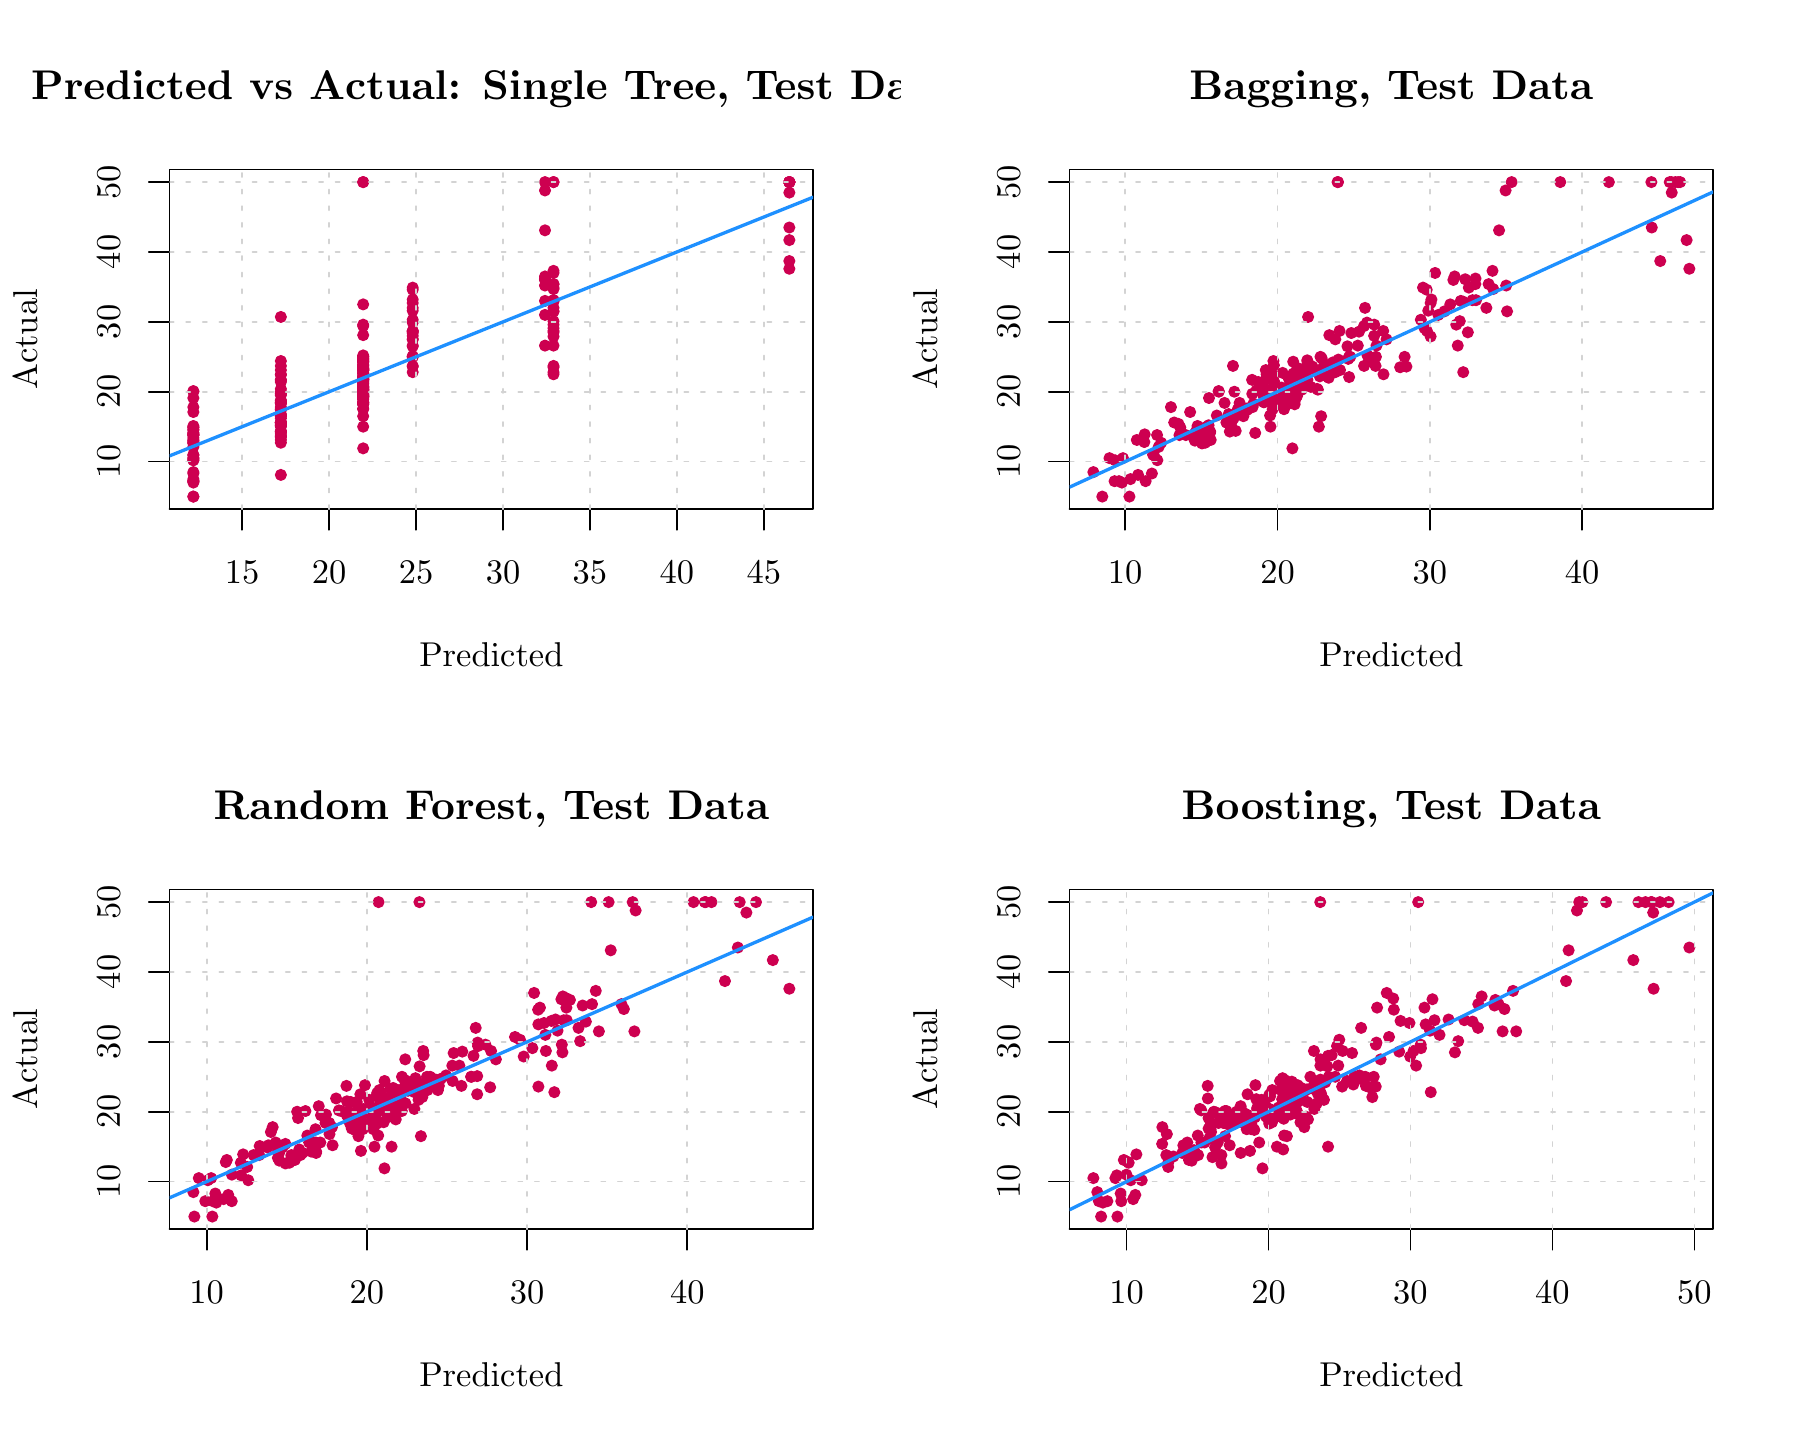 Predicted vs Actual: Single Tree, Test Da
50
40
30
20
10
Actual
15 20 25 30 35 40 45
Predicted
Bagging, Test Data
50
40
30
20
10
Actual
10 20 30 40
Predicted
Random Forest, Test Data
50
40
30
20
10
Actual
10 20 30 40
Predicted
Boosting, Test Data
50
40
30
20
10
Actual
10 20 30 40 50
Predicted